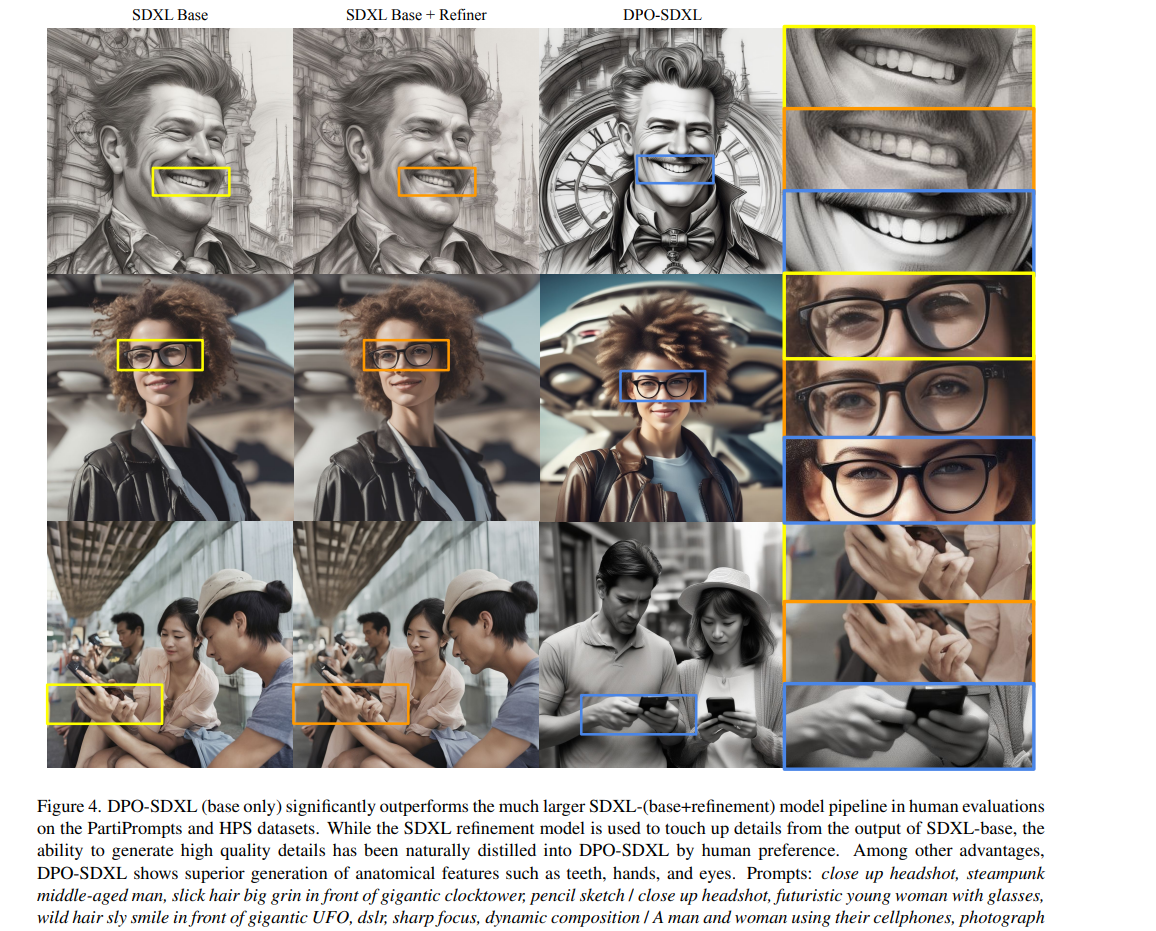 SDXL Base
SDXL Base + Refiner
DPO-SDXL
Figure 4. DPO-SDXL (base only) significantly outperforms the much larger SDXL-(base+refinement) model pipeline in human evaluations
on the PartiPrompts and HPS datasets. While the SDXL refinement model is used to touch up details from the output of SDXL-base, the
ability to generate high quality details has been naturally distilled into DPO-SDXL by human preference. Among other advantages,
DPO-SDXL shows superior generation of anatomical features such as teeth, hands, and eyes. Prompts: close up headshot, steampunk
middle-aged man, slick hair big grin in front of gigantic clocktower, pencil sketch / close up headshot, futuristic young woman with glasses,
wild hair sly smile in front of gigantic UFO, dslr, sharp focus, dynamic composition / A man and woman using their cellphones, photograph